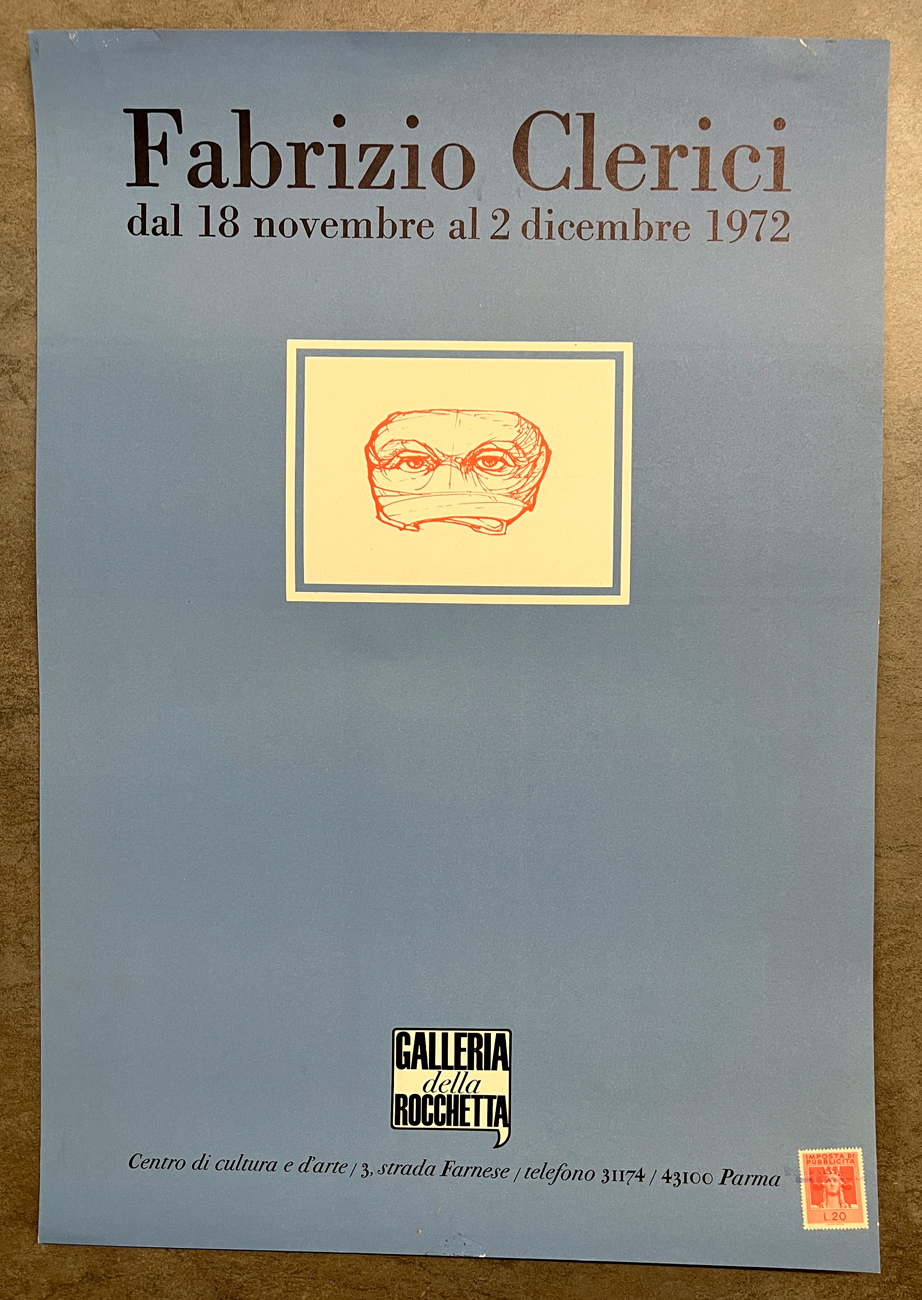 Fabrizio Clerici
dal 18 novembre al 2 dicembre 1972
GALLERIA
della
ROCCHETTA
Centro di cultura e d'arte / 3, strada Farnese / telefono 31174 / 43100 Parma
IMPOSTA DI
PUBBLICITÀ
L.20